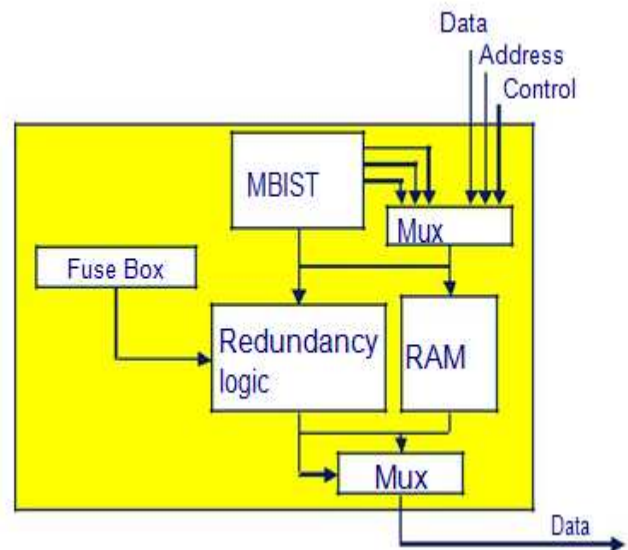 Data
Address
Control
MBIST
Mux
Fuse Box
Redundancy
logic
RAM
Mux
Data